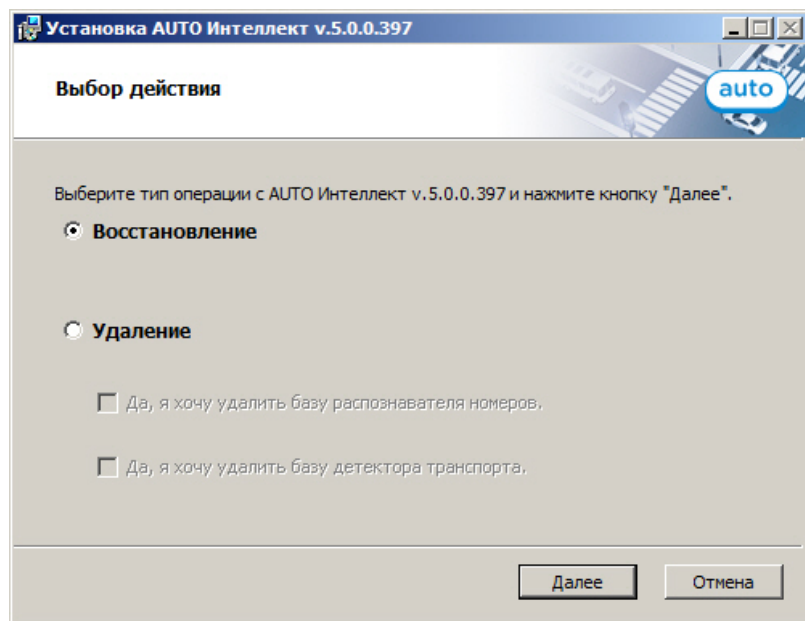 Установка AUTO Интеллект v.5.0.0.397
Выбор действия
auto
Выберите тип операции с AUTO Интеллект v.5.0.0.397 и нажмите кнопку "Далее".
Восстановление
Удаление
Да, я хочу удалить базу распознавателя номеров.
Да, я хочу удалить базу детектора транспорта.
Далее
Отмена